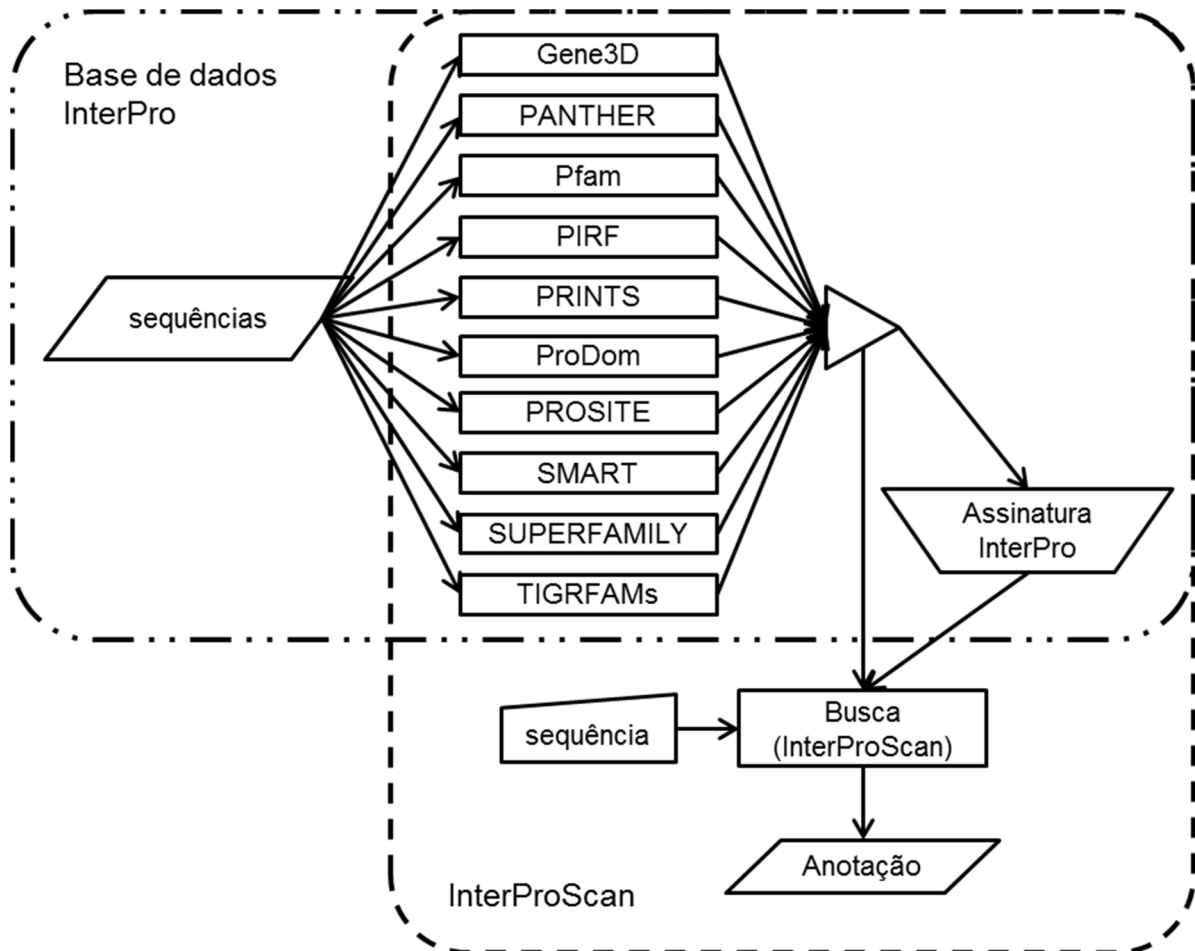 Base de dados
InterPro
Gene3D
PANTHER
Pfam
PIRF
PRINTS
ProDom
PROSITE
SMART
SUPERFAMILY
TIGRFAMs
sequências
Assinatura
InterPro
sequência
Busca
(InterProScan)
Anotação
InterProScan